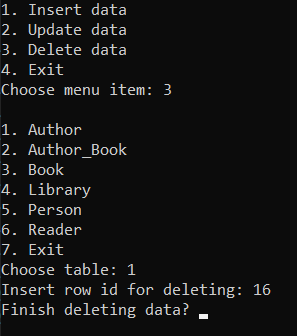 1. Insert data
2. Update data
3. Delete data
4. Exit
Choose menu item: 3
1. Author
2. Author_Book
3. Book
4. Library
5. Person
6. Reader
7. Exit
Choose table: 1
Insert row id for deleting: 16
Finish deleting data?